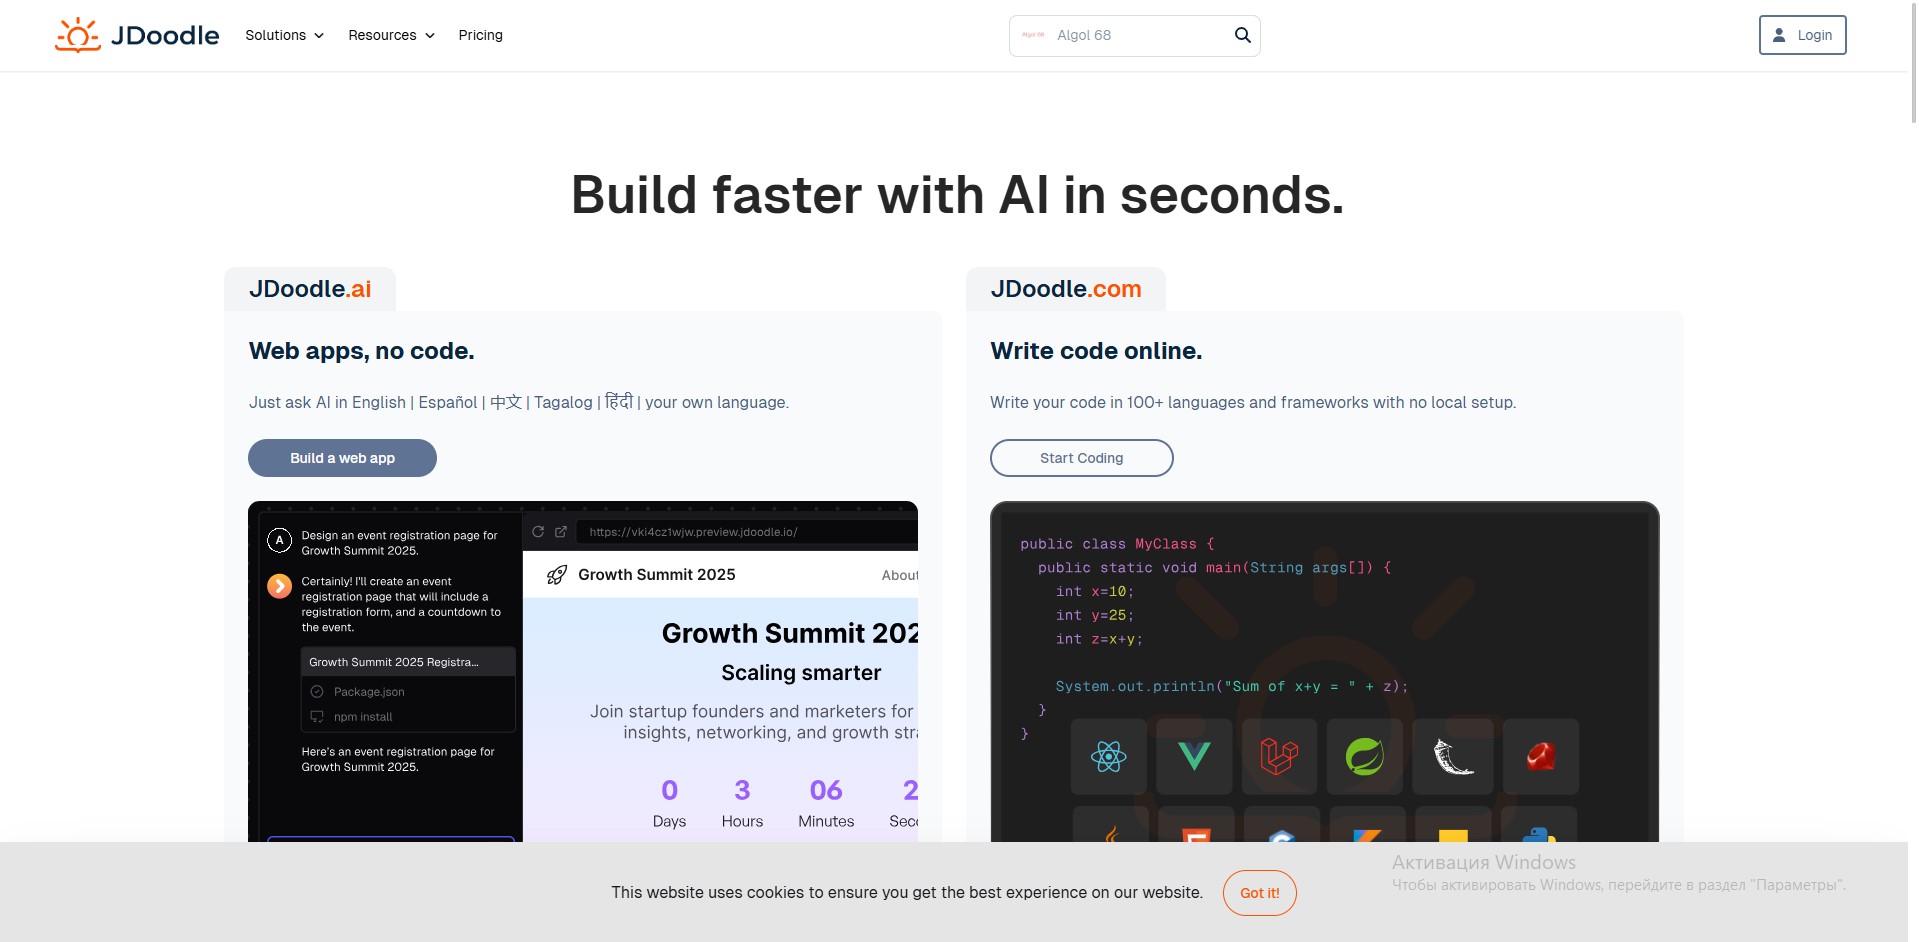 JDoodle
Solutions
Resources
Pricing
Algol 68
Algol 68
Login
Build faster with AI in seconds.
JDoodle.ai
Web apps, no code.
Just ask AI in English | Español | 中文 | Tagalog | हिंदी | your own language.
Build a web app
A
Design an event registration page for
Growth Summit 2025.
Certainly! I'll create an event
registration page that will include a
registration form, and a countdown to
the event.
Growth Summit 2025 Registra...
Package.json
npm install
Here's an event registration page for
Growth Summit 2025.
https://vki4cz1wjw.preview.jdoodle.io/
Growth Summit 2025
About
Growth Summit 202
Scaling smarter
Join startup founders and marketers for
insights, networking, and growth stra
0 3 06 2
Days Hours Minutes Seco
JDoodle.com
Write code online.
Write your code in 100+ languages and frameworks with no local setup.
Start Coding
public class MyClass {
public static void main(String args[]) {
int x=10;
int y=25;
int z=x+y;
System.out.println("Sum of x+y = " + z);
}
}
This website uses cookies to ensure you get the best experience on our website.
Got it!
Активация Windows
Чтобы активировать Windows, перейдите в раздел "Параметры".